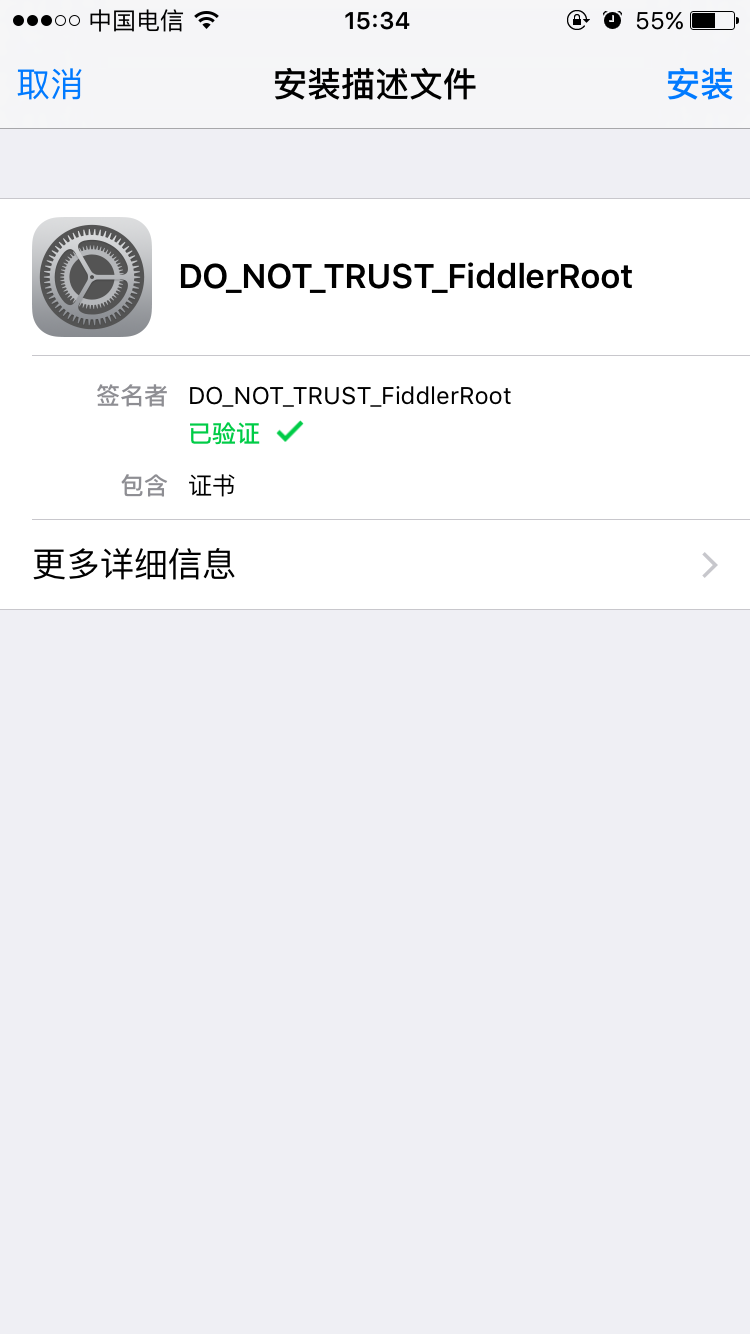 中国电信 15:34 55%
取消 安装描述文件 安装
DO_NOT_TRUST_FiddlerRoot
签名者 DO_NOT_TRUST_FiddlerRoot
已验证
包含 证书
更多详细信息